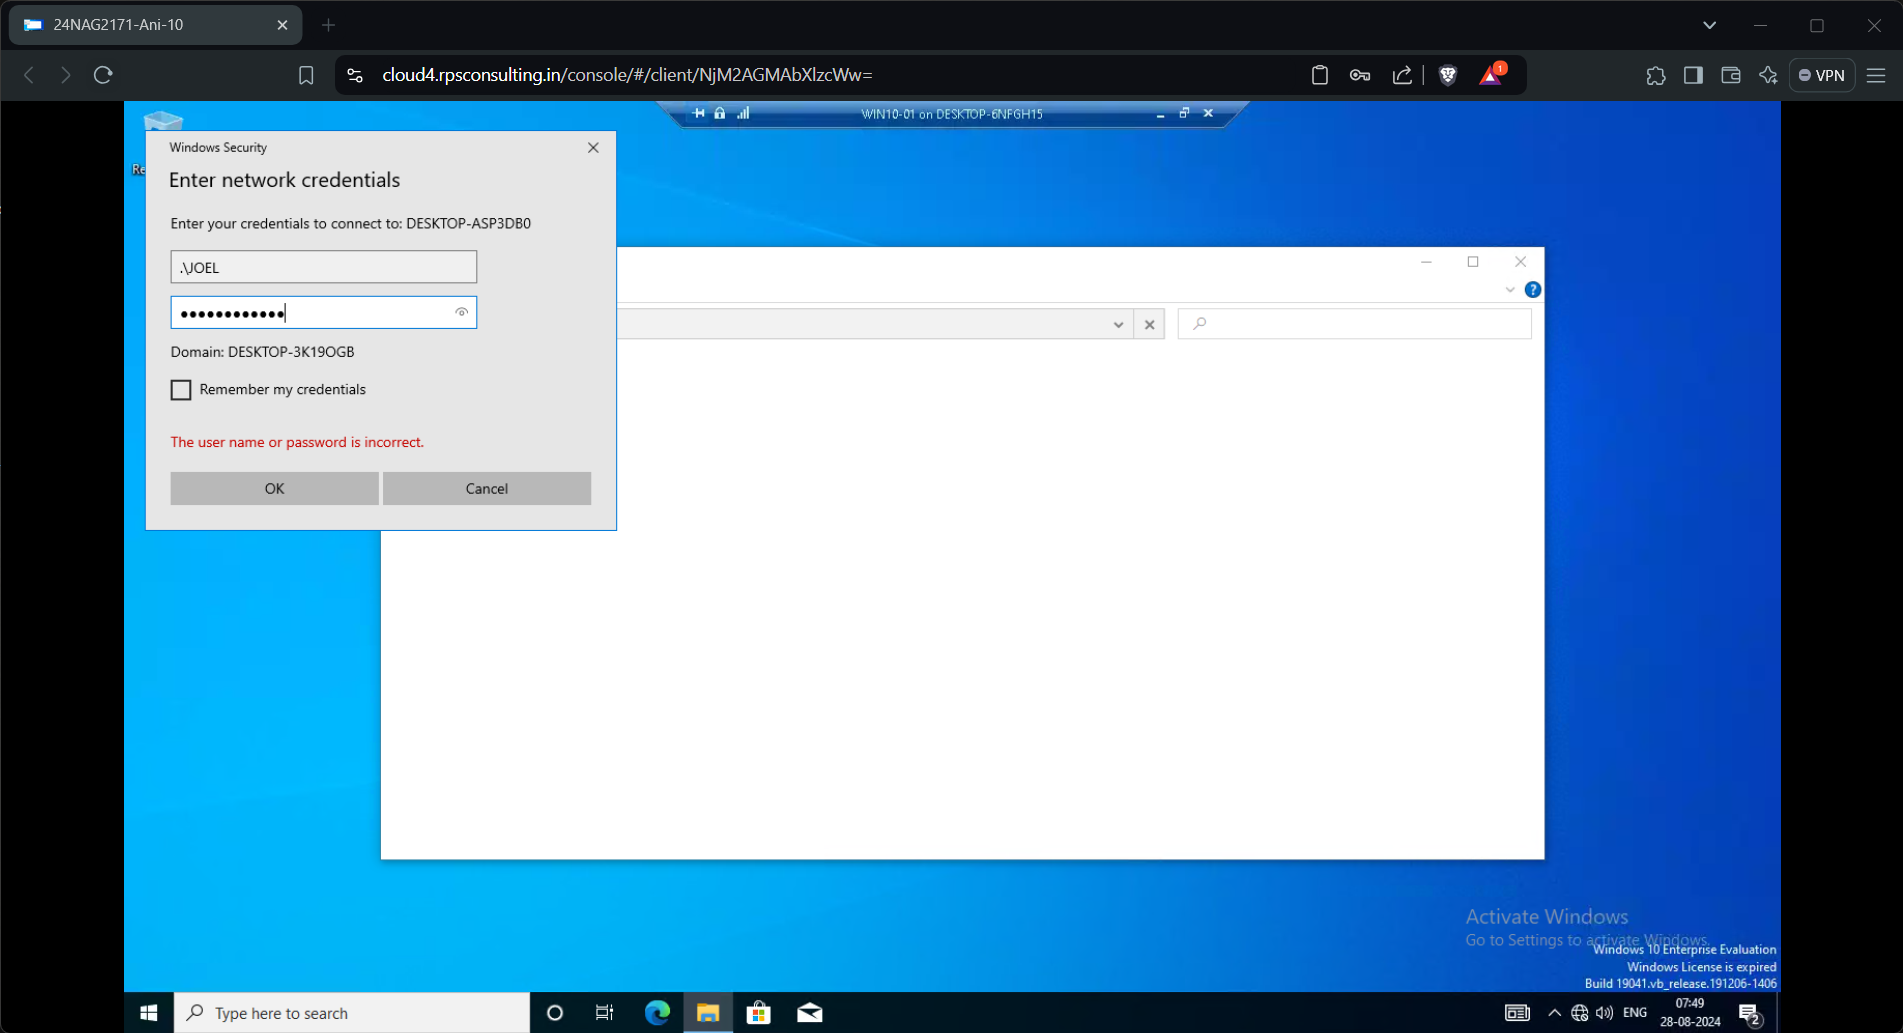 24NAG2171-Ani-10
cloud4.rpsconsulting.in/console/#/client/NjM2AGMAbXlzcWw=
1
VPN
WIN10-01 on DESKTOP-6NFGH15
Re
Windows Security
Enter network credentials
Enter your credentials to connect to: DESKTOP-ASP3DB0
.\JOEL
●●●●●●●●●●●●
Domain: DESKTOP-3K19OGB
Remember my credentials
The user name or password is incorrect.
OK
Cancel
Activate Windows
Go to Settings to activate Windows.
Windows 10 Enterprise Evaluation
Windows License is expired
Build 19041.vb_release.191206-1406
Type here to search
ENG
07:49
28-08-2024
2